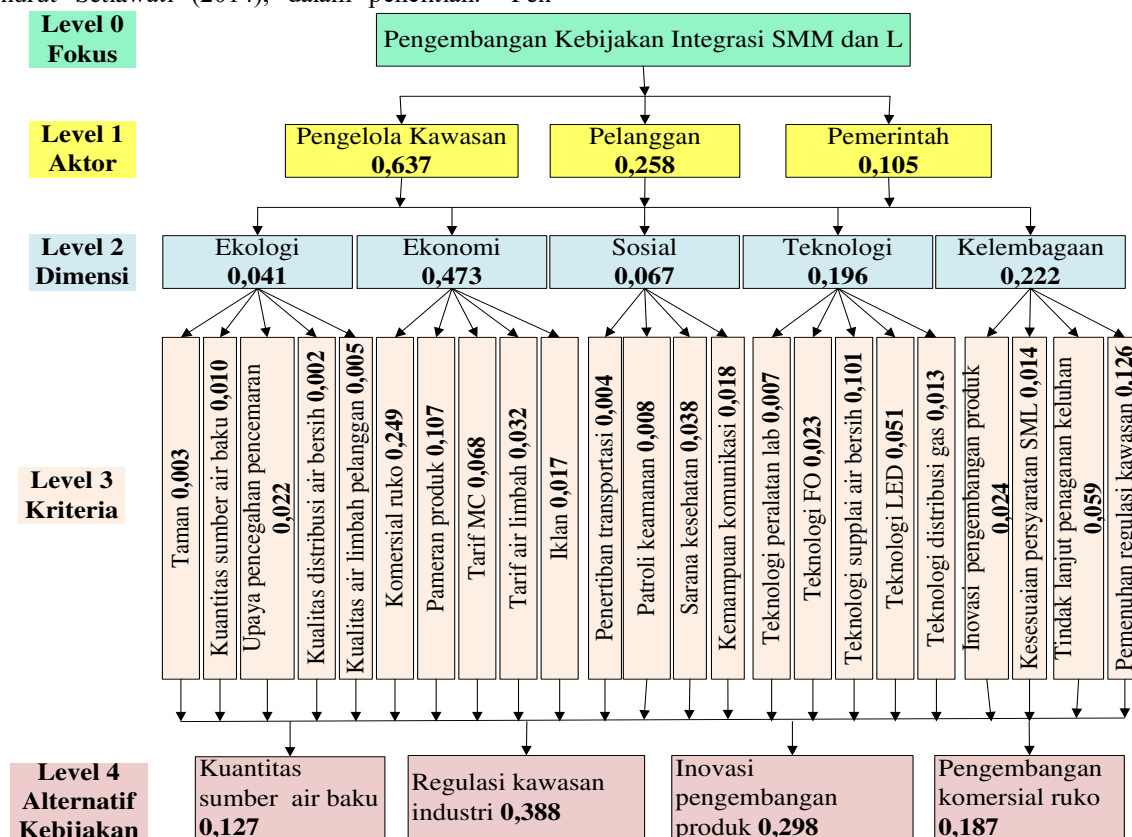 Setiawati (2014), dalam penelitian.
Level 0
Fokus
Pengembangan Kebijakan Integrasi SMM dan L
Level 1
Aktor
Pengelola Kawasan
0,637
Pelanggan
0,258
Pemerintah
0,105
Level 2
Dimensi
Ekologi
0,041
Ekonomi
0,473
Sosial
0,067
Teknologi
0,196
Kelembagaan
0,222
Level 3
Kriteria
Taman 0,003
Kuantitas sumber air baku 0,010
Upaya pencegahan pencemaran
0,022
Kualitas distribusi air bersih 0,002
Kualitas air limbah pelanggan 0,005
Komersial ruko 0,249
Pameran produk 0,107
Tarif MC 0,068
Tarif air limbah 0,032
Iklan 0,017
Penertiban transportasi 0,004
Patroli keamanan 0,008
Sarana kesehatan 0,038
Kemampuan komunikasi 0,018
Teknologi peralatan lab 0,007
Teknologi FO 0,023
Teknologi supplai air bersih 0,101
Teknologi LED 0,051
Teknologi distribusi gas 0,013
Inovasi pengembangan produk
0,024
Kesesuaian persyaratan SML 0,014
Tindak lanjut penaganan keluhan
0,059
Pemenuhan regulasi kawasan 0,126
Level 4
Alternatif
Kebijakan
Kuantitas
sumber air baku
0,127
Regulasi kawasan
industri 0,388
Inovasi
pengembangan
produk 0,298
Pengembangan
komersial ruko
0,187